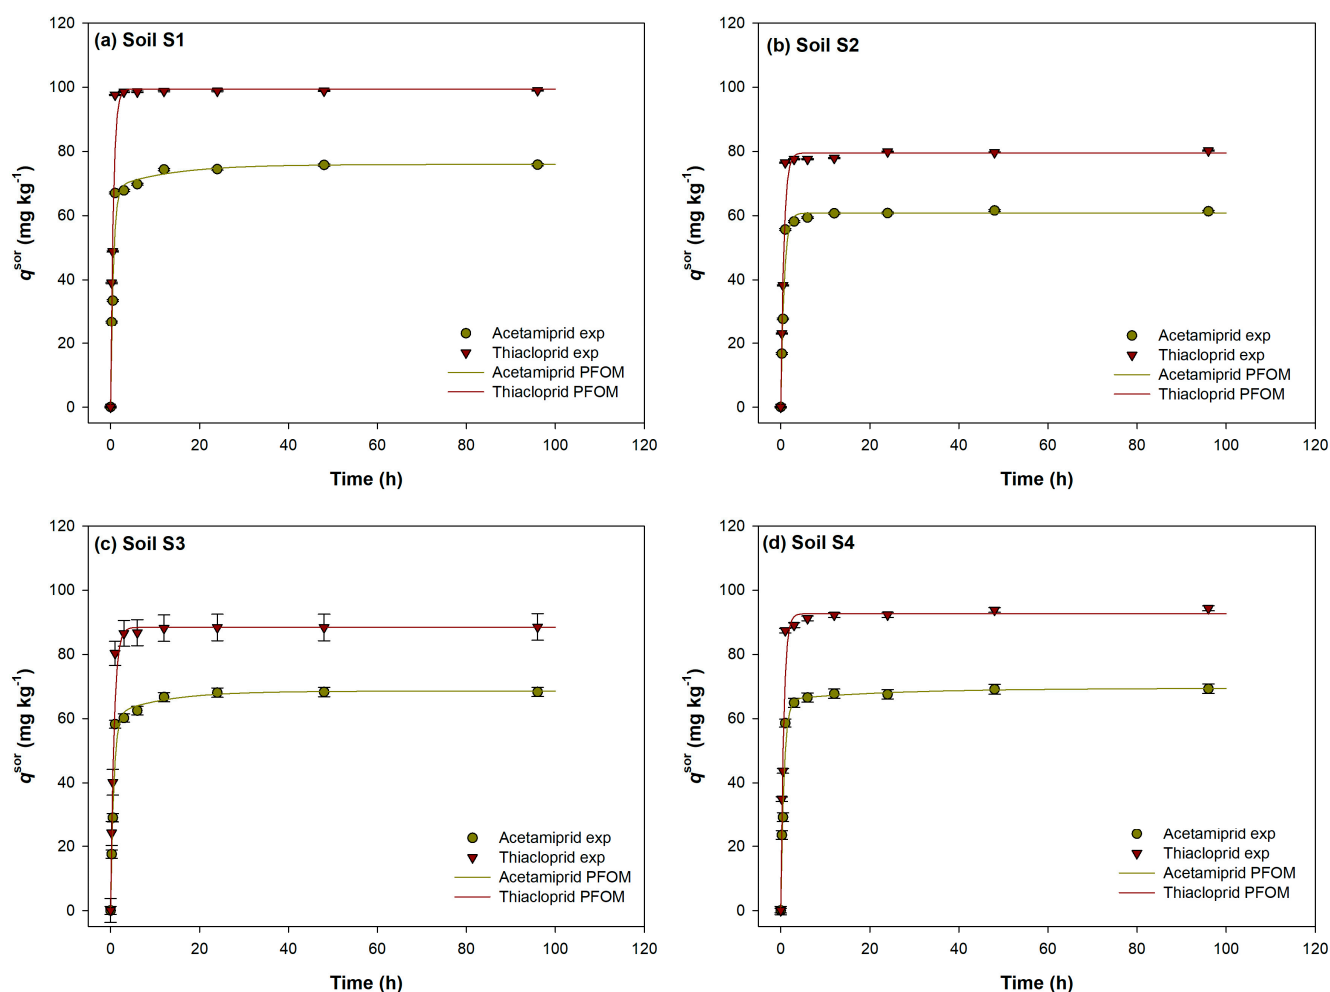 (a) Soil S1
120
100
80
60
40
20
0
q^sor (mg kg⁻¹)
Acetamiprid exp
Thiacloprid exp
Acetamiprid PFOM
Thiacloprid PFOM
0 20 40 60 80 100 120
Time (h)
(b) Soil S2
120
100
80
60
40
20
0
q^sor (mg kg⁻¹)
Acetamiprid exp
Thiacloprid exp
Acetamiprid PFOM
Thiacloprid PFOM
0 20 40 60 80 100 120
Time (h)
(c) Soil S3
120
100
80
60
40
20
0
q^sor (mg kg⁻¹)
Acetamiprid exp
Thiacloprid exp
Acetamiprid PFOM
Thiacloprid PFOM
0 20 40 60 80 100 120
Time (h)
(d) Soil S4
120
100
80
60
40
20
0
q^sor (mg kg⁻¹)
Acetamiprid exp
Thiacloprid exp
Acetamiprid PFOM
Thiacloprid PFOM
0 20 40 60 80 100 120
Time (h)